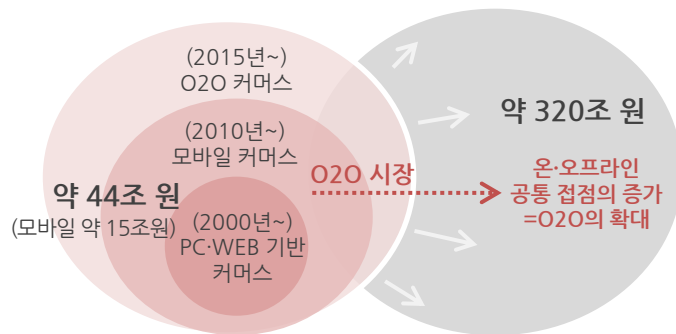 (2015년~)
O2O 커머스
(2010년~)
모바일 커머스
약 44조 원
(모바일 약 15조원)
(2000년~)
PC·WEB 기반
커머스
O2O 시장
약 320조 원
온·오프라인
공통 접점의 증가
=O2O의 확대